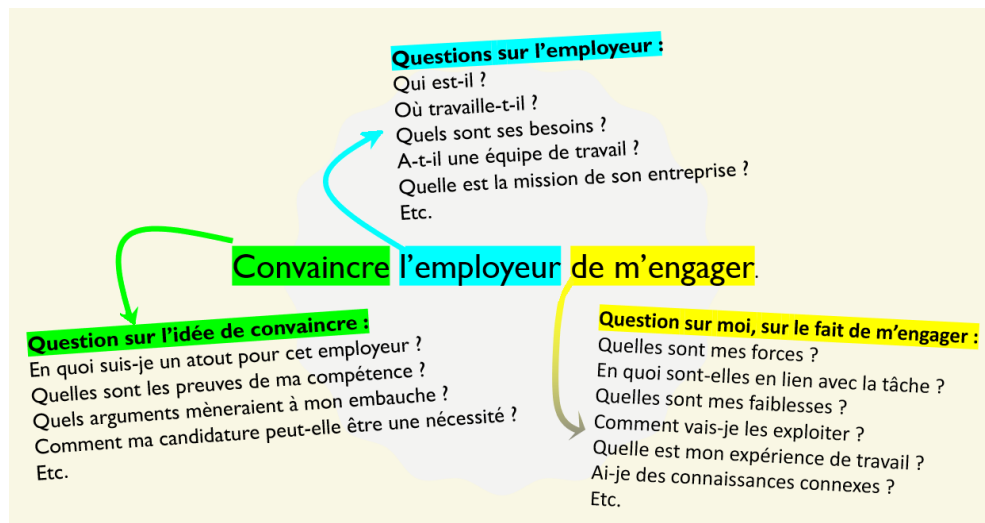 Questions sur l’employeur :
Qui est-il ?
Où travaille-t-il ?
Quels sont ses besoins ?
A-t-il une équipe de travail ?
Quelle est la mission de son entreprise ?
Etc.
Convaincre l’employeur de m’engager.
Question sur l’idée de convaincre :
En quoi suis-je un atout pour cet employeur ?
Quelles sont les preuves de ma compétence ?
Quels arguments mèneraient à mon embauche ?
Comment ma candidature peut-elle être une nécessité ?
Etc.
Question sur moi, sur le fait de m’engager :
Quelles sont mes forces ?
En quoi sont-elles en lien avec la tâche ?
Quelles sont mes faiblesses ?
Comment vais-je les exploiter ?
Quelle est mon expérience de travail ?
Ai-je des connaissances connexes ?
Etc.